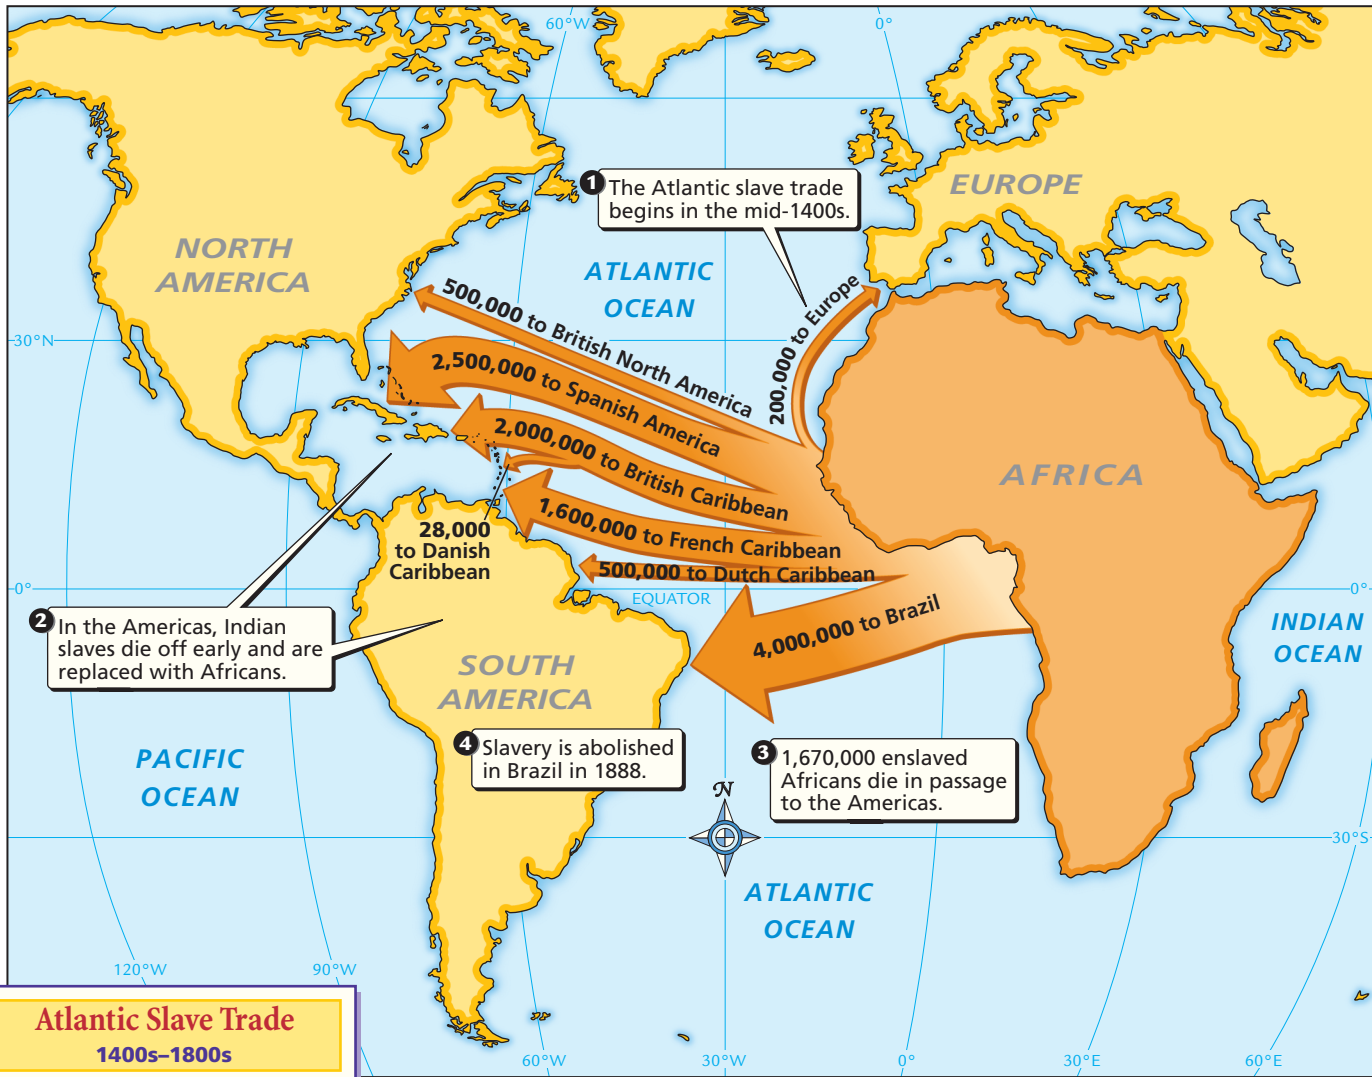 60°W
0°
1 The Atlantic slave trade
begins in the mid-1400s.
EUROPE
NORTH
AMERICA
ATLANTIC
OCEAN
500,000 to British North America
200,000 to Europe
30°N
2,500,000 to Spanish America
2,000,000 to British Caribbean
AFRICA
1,600,000 to French Caribbean
28,000
to Danish
Caribbean
500,000 to Dutch Caribbean
0°
EQUATOR
0°
4,000,000 to Brazil
INDIAN
OCEAN
2 In the Americas, Indian
slaves die off early and are
replaced with Africans.
SOUTH
AMERICA
PACIFIC
OCEAN
4 Slavery is abolished
in Brazil in 1888.
3 1,670,000 enslaved
Africans die in passage
to the Americas.
N
30°S
ATLANTIC
OCEAN
120°W
90°W
Atlantic Slave Trade
1400s–1800s
60°W
30°W
0°
30°E
60°E